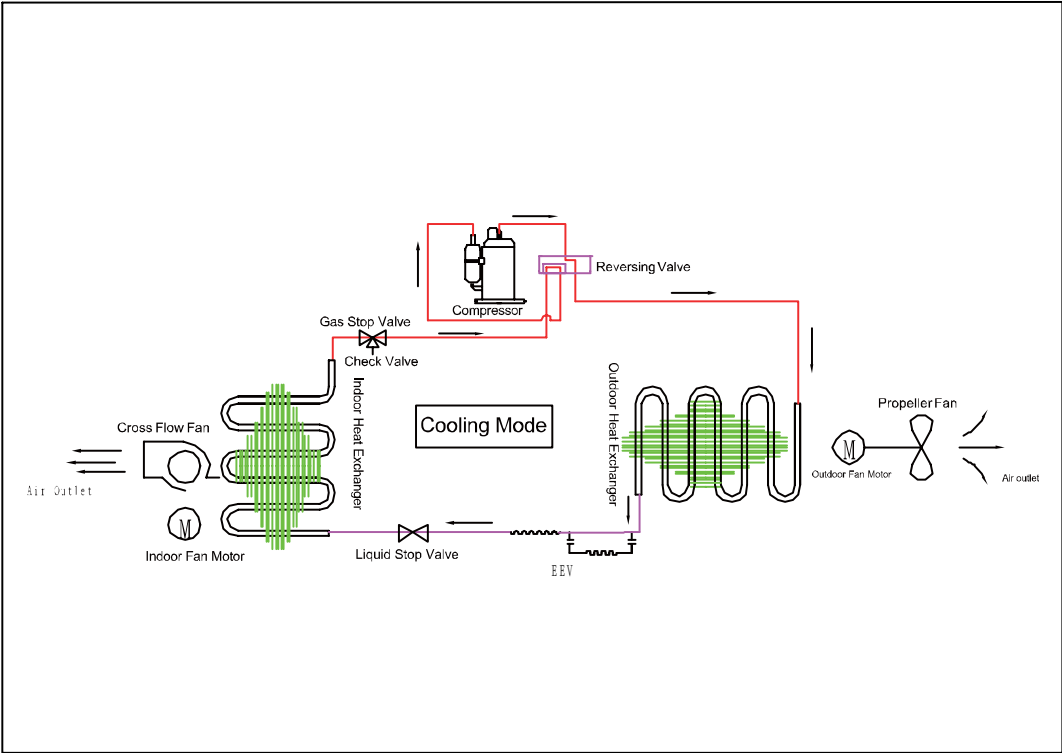 Reversing Valve
Compressor
Gas Stop Valve
Check Valve
Indoor Heat Exchanger
Outdoor Heat Exchanger
Cooling Mode
Propeller Fan
Cross Flow Fan
M
Outdoor Fan Motor
Air outlet
Air Outlet
M
Indoor Fan Motor
Liquid Stop Valve
EEV